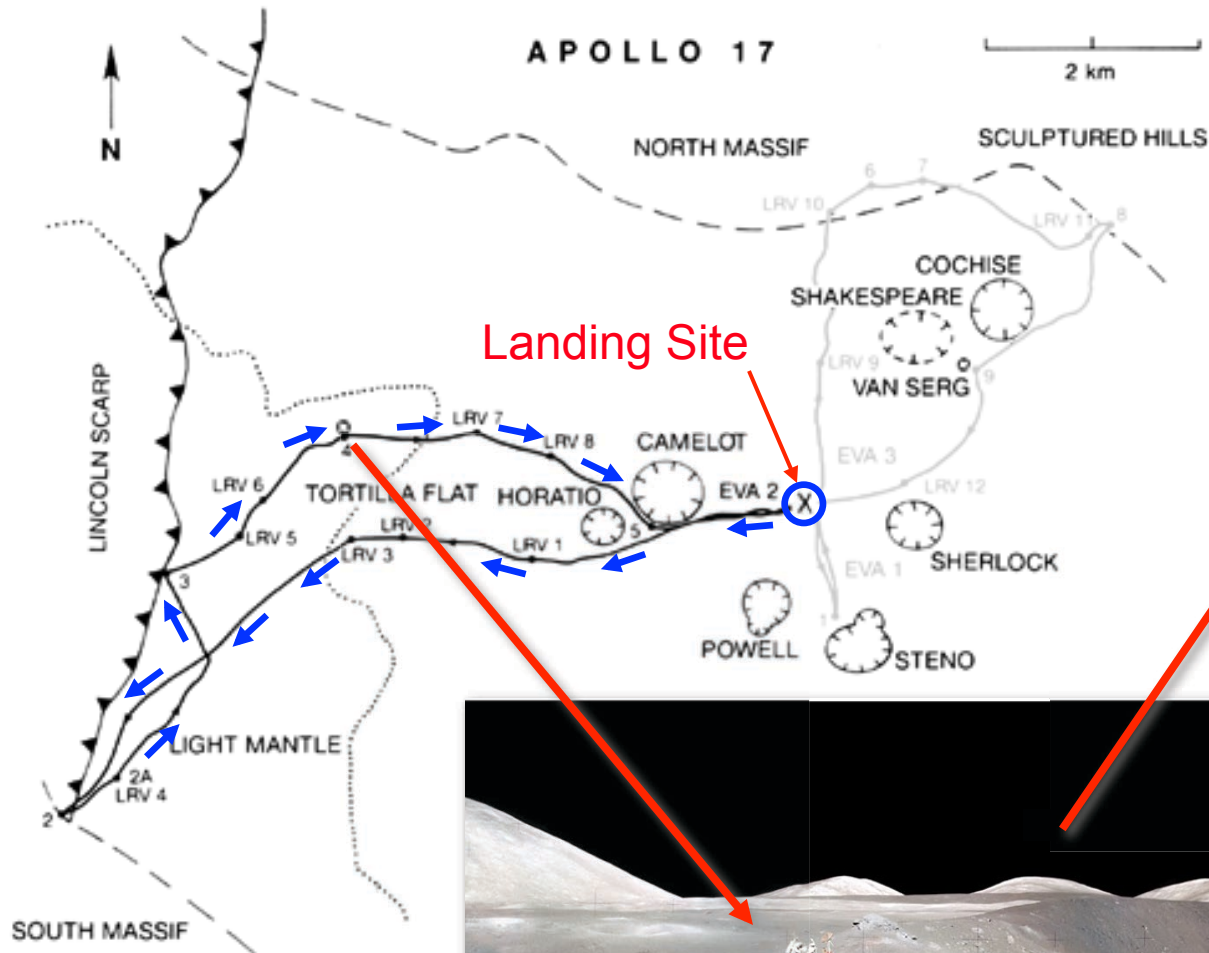 APOLLO 17
2 km
N
NORTH MASSIF
SCULPTURED HILLS
6
7
LRV 10
LRV 11
8
COCHISE
SHAKESPEARE
Landing Site
LRV 9
VAN SERG
9
LINCOLN SCARP
4
LRV 7
LRV 8
CAMELOT
EVA 3
LRV 6
TORTILLA FLAT
HORATIO
EVA 2
X
LRV 12
LRV 5
LRV 2
5
LRV 3
LRV 1
SHERLOCK
3
EVA 1
1
POWELL
STENO
LIGHT MANTLE
2A
LRV 4
2
SOUTH MASSIF